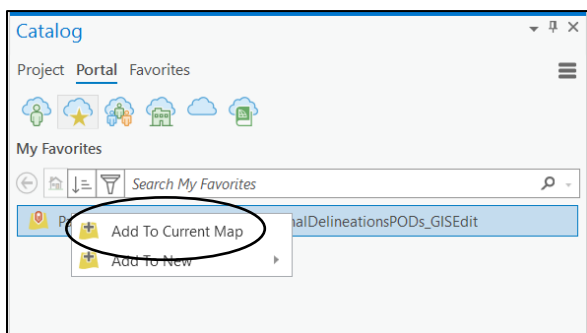 Catalog
Project Portal Favorites
My Favorites
Search My Favorites
nalDelineationsPODs_GISEdit
Add To Current Map
Add To New